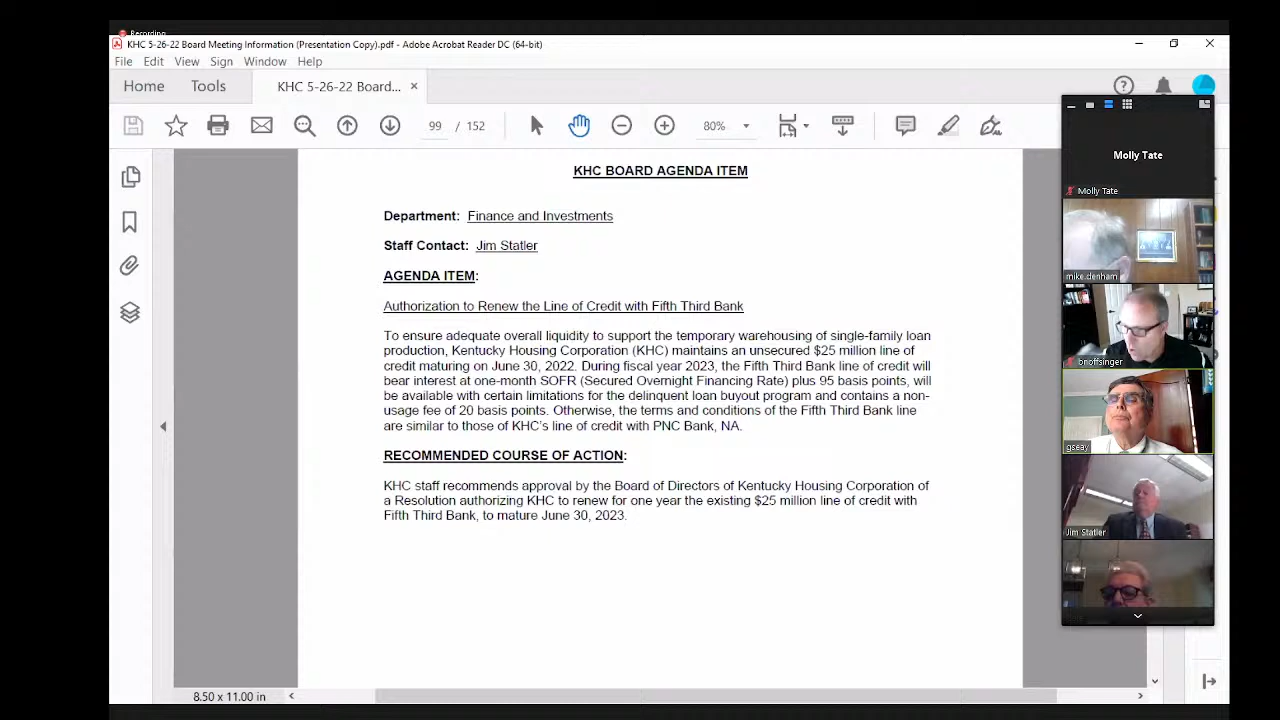 Recording
KHC 5-26-22 Board Meeting Information (Presentation Copy).pdf - Adobe Acrobat Reader DC (64-bit)
File Edit View Sign Window Help
Home Tools KHC 5-26-22 Board... ×
99 / 152 80%
KHC BOARD AGENDA ITEM
Department: Finance and Investments
Staff Contact: Jim Statler
AGENDA ITEM:
Authorization to Renew the Line of Credit with Fifth Third Bank
To ensure adequate overall liquidity to support the temporary warehousing of single-family loan
production, Kentucky Housing Corporation (KHC) maintains an unsecured $25 million line of
credit maturing on June 30, 2022. During fiscal year 2023, the Fifth Third Bank line of credit will
bear interest at one-month SOFR (Secured Overnight Financing Rate) plus 95 basis points, will
be available with certain limitations for the delinquent loan buyout program and contains a non-
usage fee of 20 basis points. Otherwise, the terms and conditions of the Fifth Third Bank line
are similar to those of KHC's line of credit with PNC Bank, NA.
RECOMMENDED COURSE OF ACTION:
KHC staff recommends approval by the Board of Directors of Kentucky Housing Corporation of
a Resolution authorizing KHC to renew for one year the existing $25 million line of credit with
Fifth Third Bank, to mature June 30, 2023.
8.50 x 11.00 in
Molly Tate
Molly Tate
mike.denham
bnoffsinger
gseay
Jim Statler